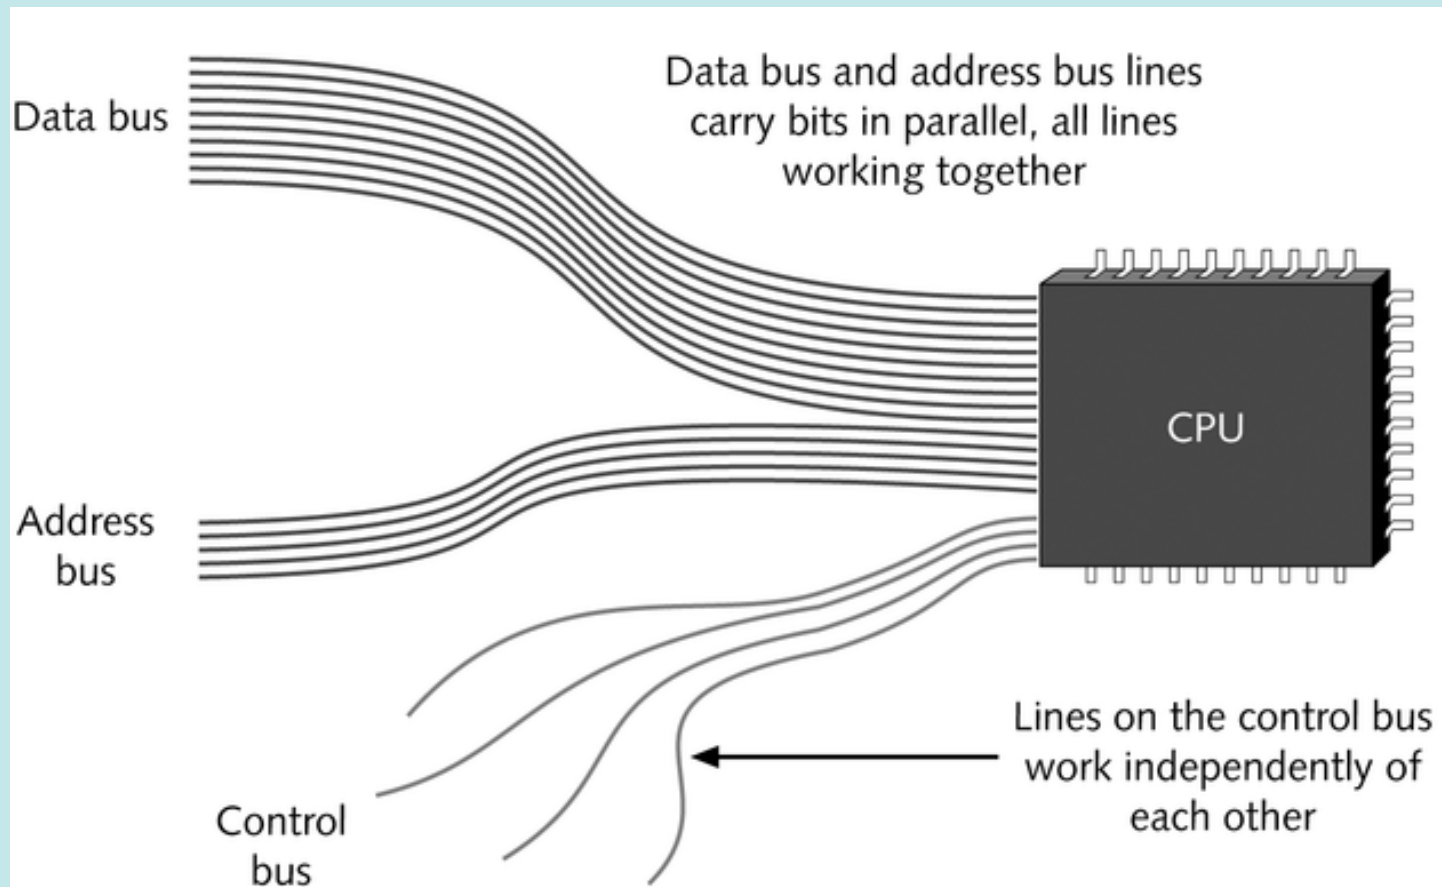 Data bus
Data bus and address bus lines
carry bits in parallel, all lines
working together
CPU
Address
bus
Lines on the control bus
work independently of
each other
Control
bus